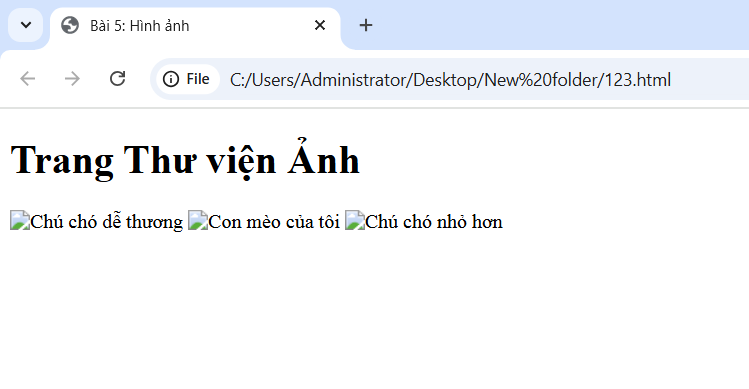 Bài 5: Hình ảnh
File C:/Users/Administrator/Desktop/New%20folder/123.html
Trang Thư viện Ảnh
Chú chó dễ thương Con mèo của tôi Chú chó nhỏ hơn